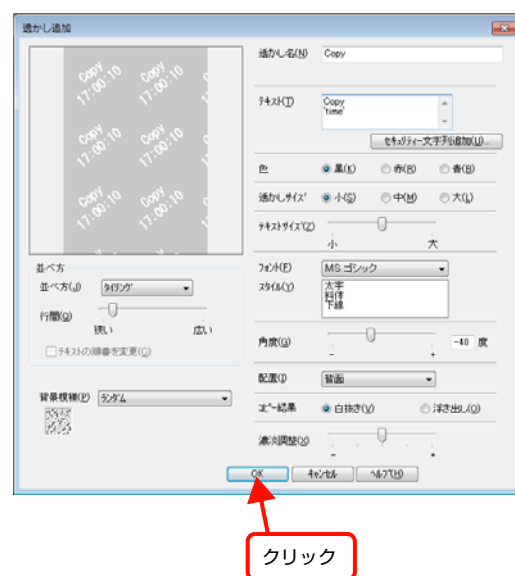 透かし追加
Copy
17:00:10
Copy
17:00:10
Copy
17:00:10
Copy
17:00:10
Copy
17:00:10
Copy
17:00:10
透かし名(N) Copy
テキスト(T) Copy
'time'
セキュリティー文字列追加(U)...
色 黒(K) 赤(R) 青(B)
透かしサイズ 小(S) 中(M) 大(L)
テキストサイズ(Z)
小 大
並べ方
並べ方(J) タイリング
行間(Q)
狭い 広い
テキストの順番を変更(C)
背景模様(P) ランダム
フォント(F) MS ゴシック
スタイル(Y) 太字
斜体
下線
角度(G) -40 度
- +
配置(I) 背面
コピー結果 白抜き(V) 浮き出し(O)
濃淡調整(X)
- +
OK キャンセル ヘルプ(H)
クリック